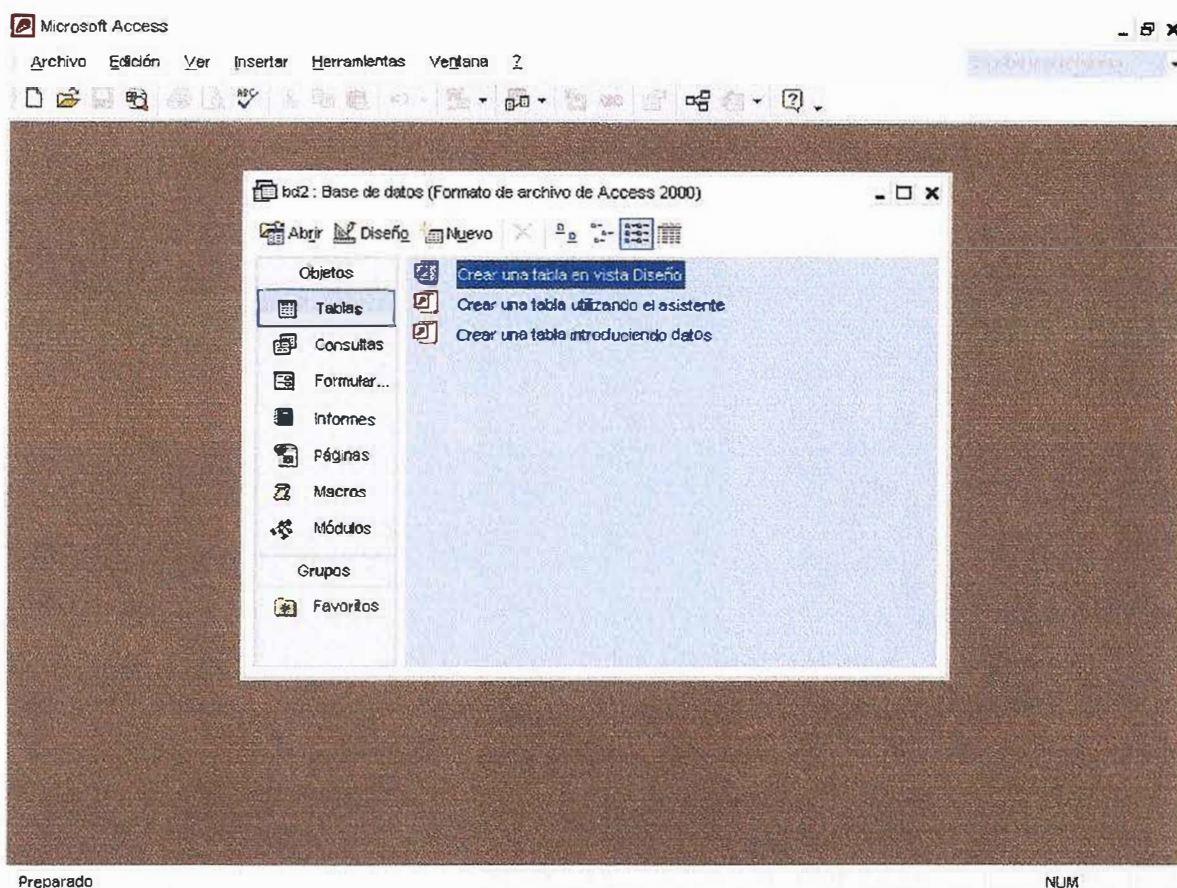 Microsoft Access
Archivo Edición Ver Insertar Herramientas Ventana ?
bd2 : Base de datos (Formato de archivo de Access 2000)
Abrir Diseño Nuevo
Objetos
Tablas
Consultas
Formular...
Informes
Páginas
Macros
Módulos
Grupos
Favoritos
Crear una tabla en vista Diseño
Crear una tabla utilizando el asistente
Crear una tabla introduciendo datos
Preparado NUM